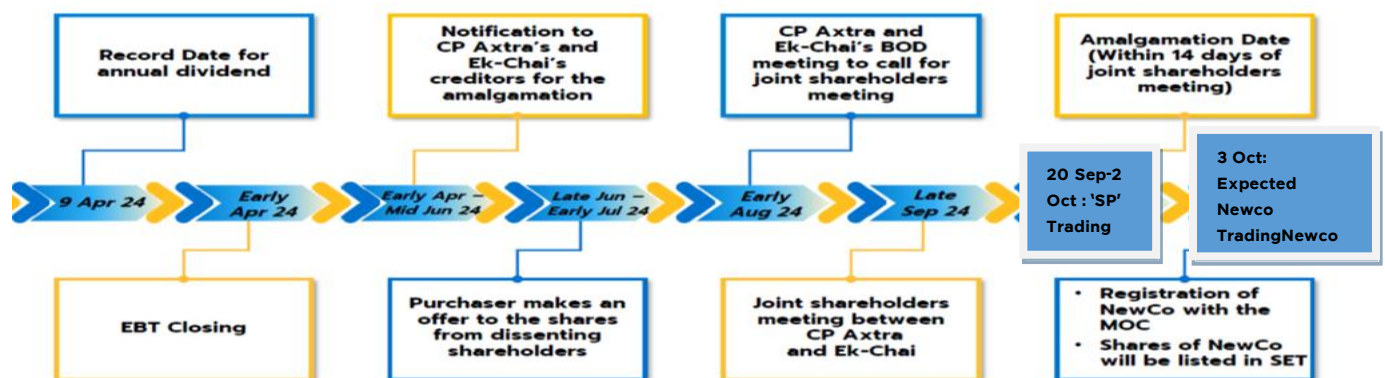 Record Date for
annual dividend
Notification to
CP Axtra's and
Ek-Chai's
creditors for the
amalgamation
CP Axtra and
Ek-Chai's BOD
meeting to call for
joint shareholders
meeting
Amalgamation Date
(Within 14 days of
joint shareholders
meeting)
9 Apr 24
Early
Apr 24
Early Apr –
Mid Jun 24
Late Jun –
Early Jul 24
Early
Aug 24
Late
Sep 24
20 Sep-2
Oct : 'SP'
Trading
3 Oct:
Expected
Newco
TradingNewco
EBT Closing
Purchaser makes an
offer to the shares
from dissenting
shareholders
Joint shareholders
meeting between
CP Axtra
and Ek-Chai
• Registration of
NewCo with the
MOC
• Shares of NewCo
will be listed in SET